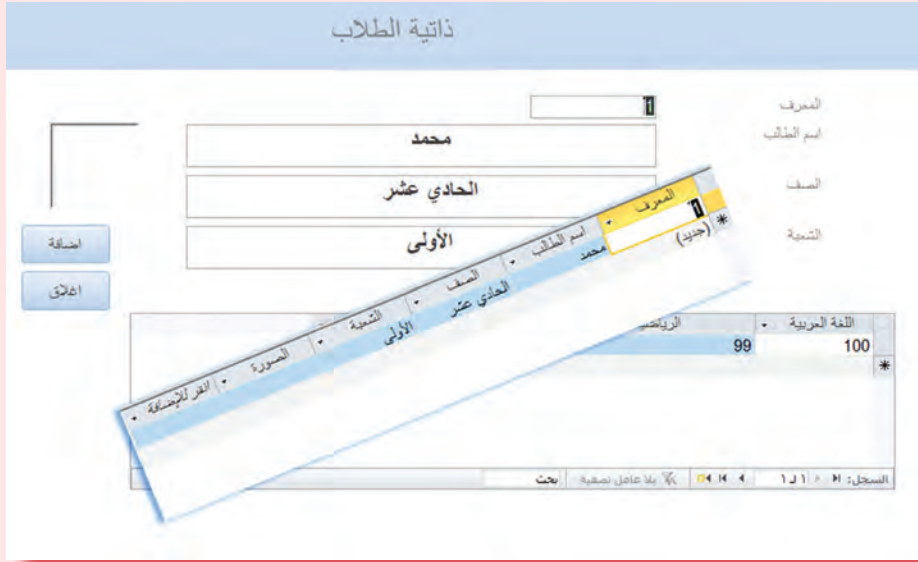 ذاتية الطلاب
المعرف 1
اسم الطالب محمد
الصف الحادي عشر
الشعبة الأولى
اضافة
اغلاق
المعرف اسم الطالب الصف الشعبة الصورة انقر للإضافة
1 محمد الحادي عشر الأولى
* (جديد)
اللغة العربية
100 99
*
السجل: 1 لـ 1 بلا عامل تصفية بحث